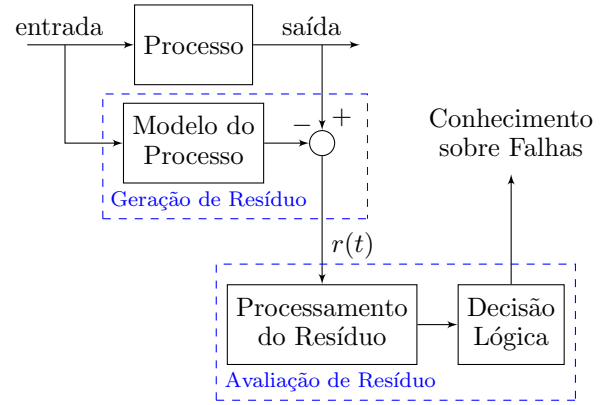 entrada
Processo
saída
Modelo do
Processo
− +
Geração de Resíduo
Conhecimento
sobre Falhas
r(t)
Processamento
do Resíduo
Decisão
Lógica
Avaliação de Resíduo